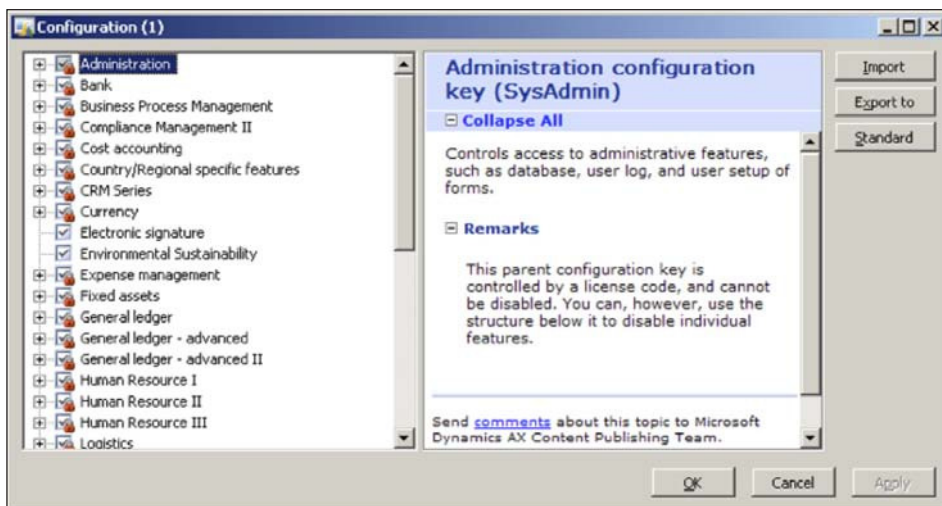 Configuration (1)
Administration
Bank
Business Process Management
Compliance Management II
Cost accounting
Country/Regional specific features
CRM Series
Currency
Electronic signature
Environmental Sustainability
Expense management
Fixed assets
General ledger
General ledger - advanced
General ledger - advanced II
Human Resource I
Human Resource II
Human Resource III
Logistics
Administration configuration
key (SysAdmin)
Collapse All
Controls access to administrative features,
such as database, user log, and user setup of
forms.
Remarks
This parent configuration key is
controlled by a license code, and cannot
be disabled. You can, however, use the
structure below it to disable individual
features.
Send comments about this topic to Microsoft
Dynamics AX Content Publishing Team.
Import
Export to
Standard
OK
Cancel
Apply